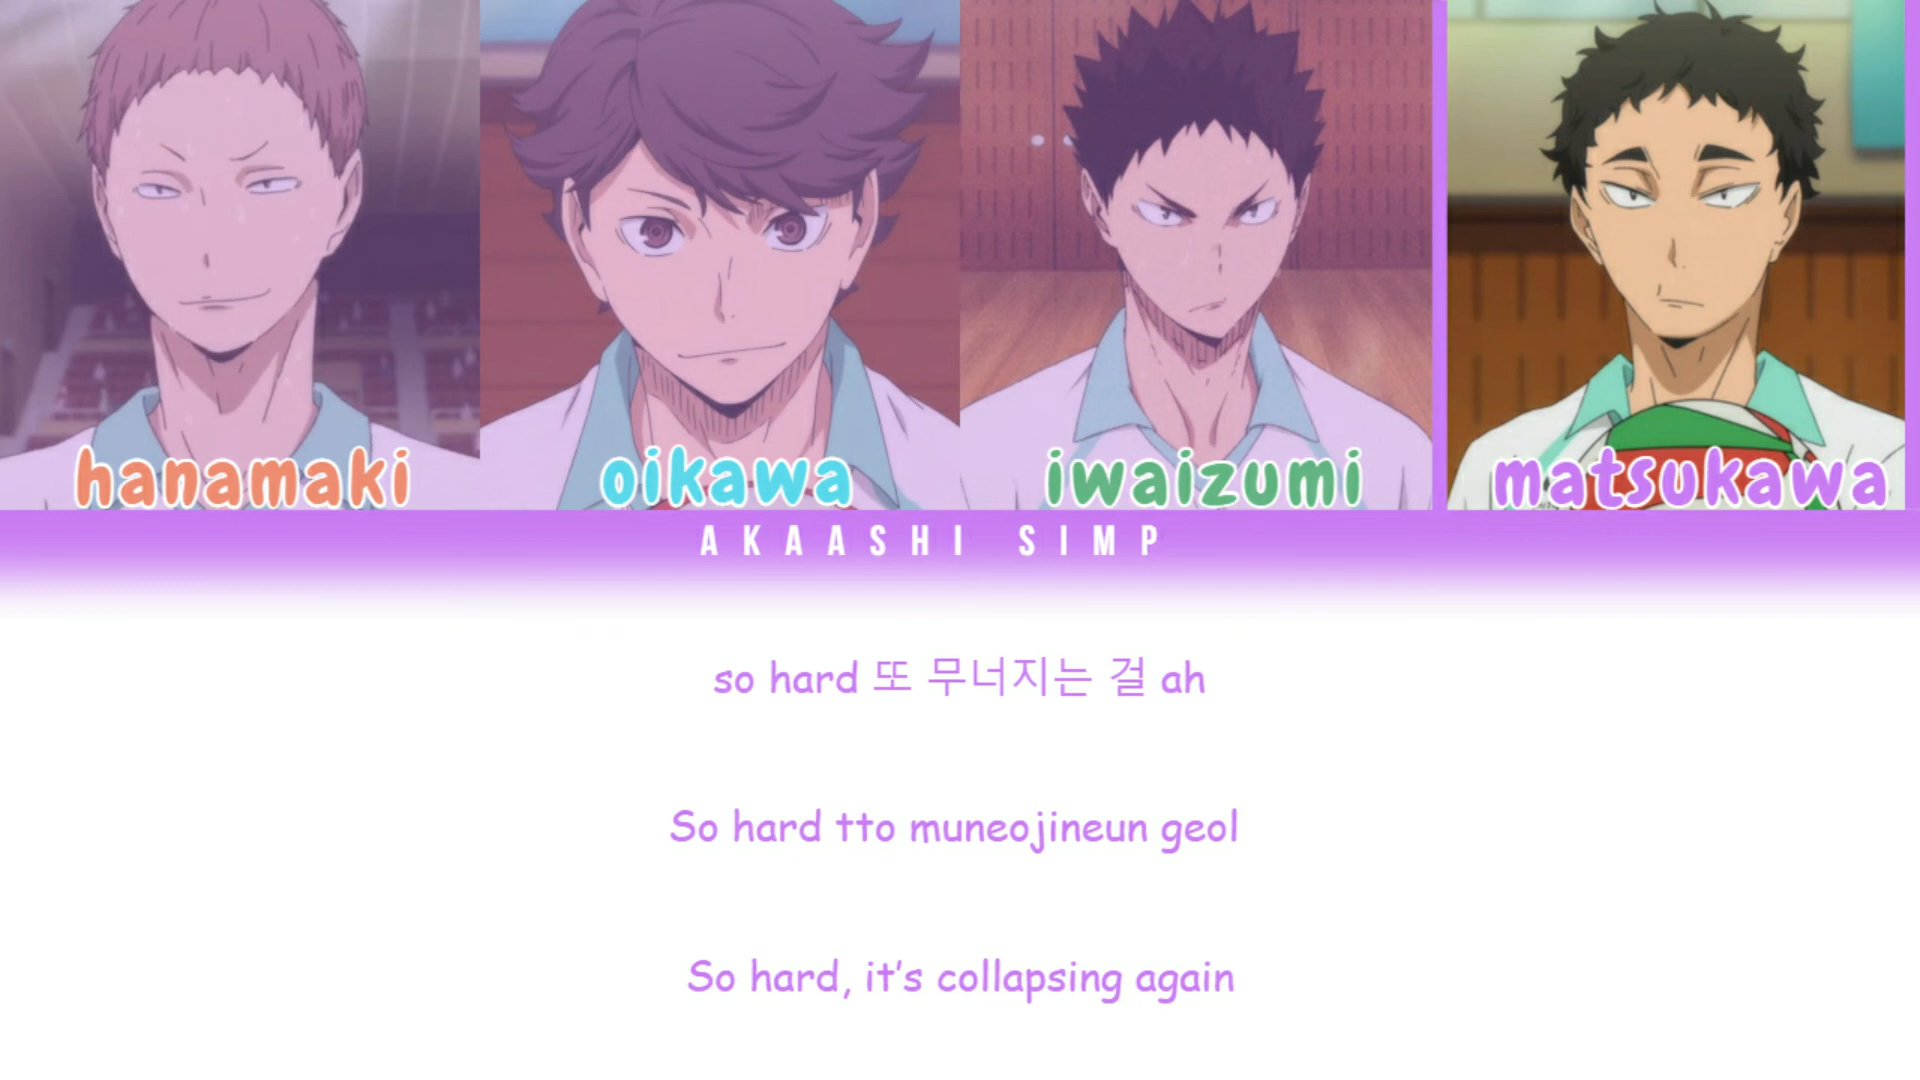 hanamaki
oikawa
iwaizumi
matsukawa
AKAASHI SIMP
so hard 또 무너지는 걸 ah
So hard tto muneojineun geol
So hard, it's collapsing again